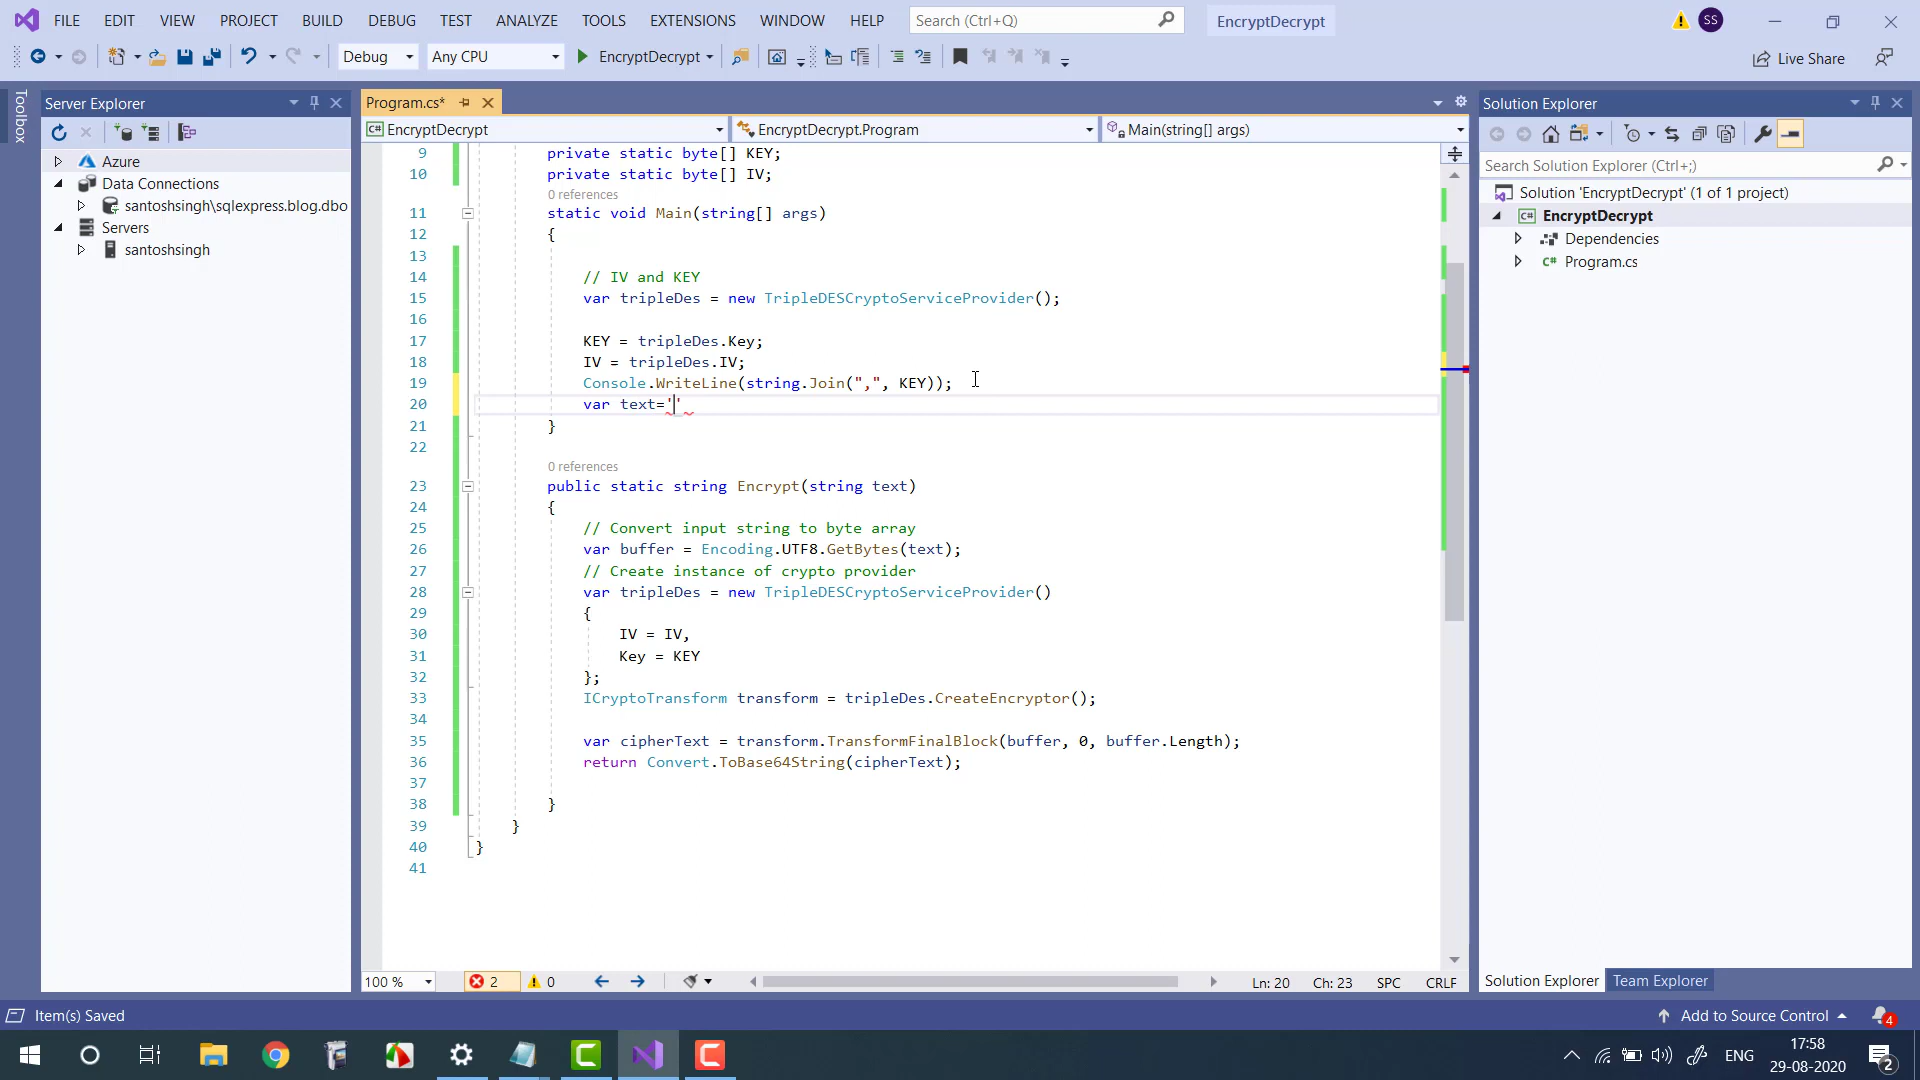 FILE EDIT VIEW PROJECT BUILD DEBUG TEST ANALYZE TOOLS EXTENSIONS WINDOW HELP Search (Ctrl+Q) EncryptDecrypt SS
Debug Any CPU EncryptDecrypt Live Share
Toolbox
Server Explorer
Azure
Data Connections
santoshsingh\sqlexpress.blog.dbo
Servers
santoshsingh
Program.cs*
EncryptDecrypt EncryptDecrypt.Program Main(string[] args)
9 private static byte[] KEY;
10 private static byte[] IV;
0 references
11 static void Main(string[] args)
12 {
13
14 // IV and KEY
15 var tripleDes = new TripleDESCryptoServiceProvider();
16
17 KEY = tripleDes.Key;
18 IV = tripleDes.IV;
19 Console.WriteLine(string.Join(",", KEY));
20 var text=''
21 }
22
0 references
23 public static string Encrypt(string text)
24 {
25 // Convert input string to byte array
26 var buffer = Encoding.UTF8.GetBytes(text);
27 // Create instance of crypto provider
28 var tripleDes = new TripleDESCryptoServiceProvider()
29 {
30 IV = IV,
31 Key = KEY
32 };
33 ICryptoTransform transform = tripleDes.CreateEncryptor();
34
35 var cipherText = transform.TransformFinalBlock(buffer, 0, buffer.Length);
36 return Convert.ToBase64String(cipherText);
37
38 }
39 }
40 }
41
100 % 2 0 Ln: 20 Ch: 23 SPC CRLF
Solution Explorer
Search Solution Explorer (Ctrl+;)
Solution 'EncryptDecrypt' (1 of 1 project)
C# EncryptDecrypt
Dependencies
C# Program.cs
Solution Explorer Team Explorer
Item(s) Saved Add to Source Control 4
ENG 17:58
29-08-2020 2